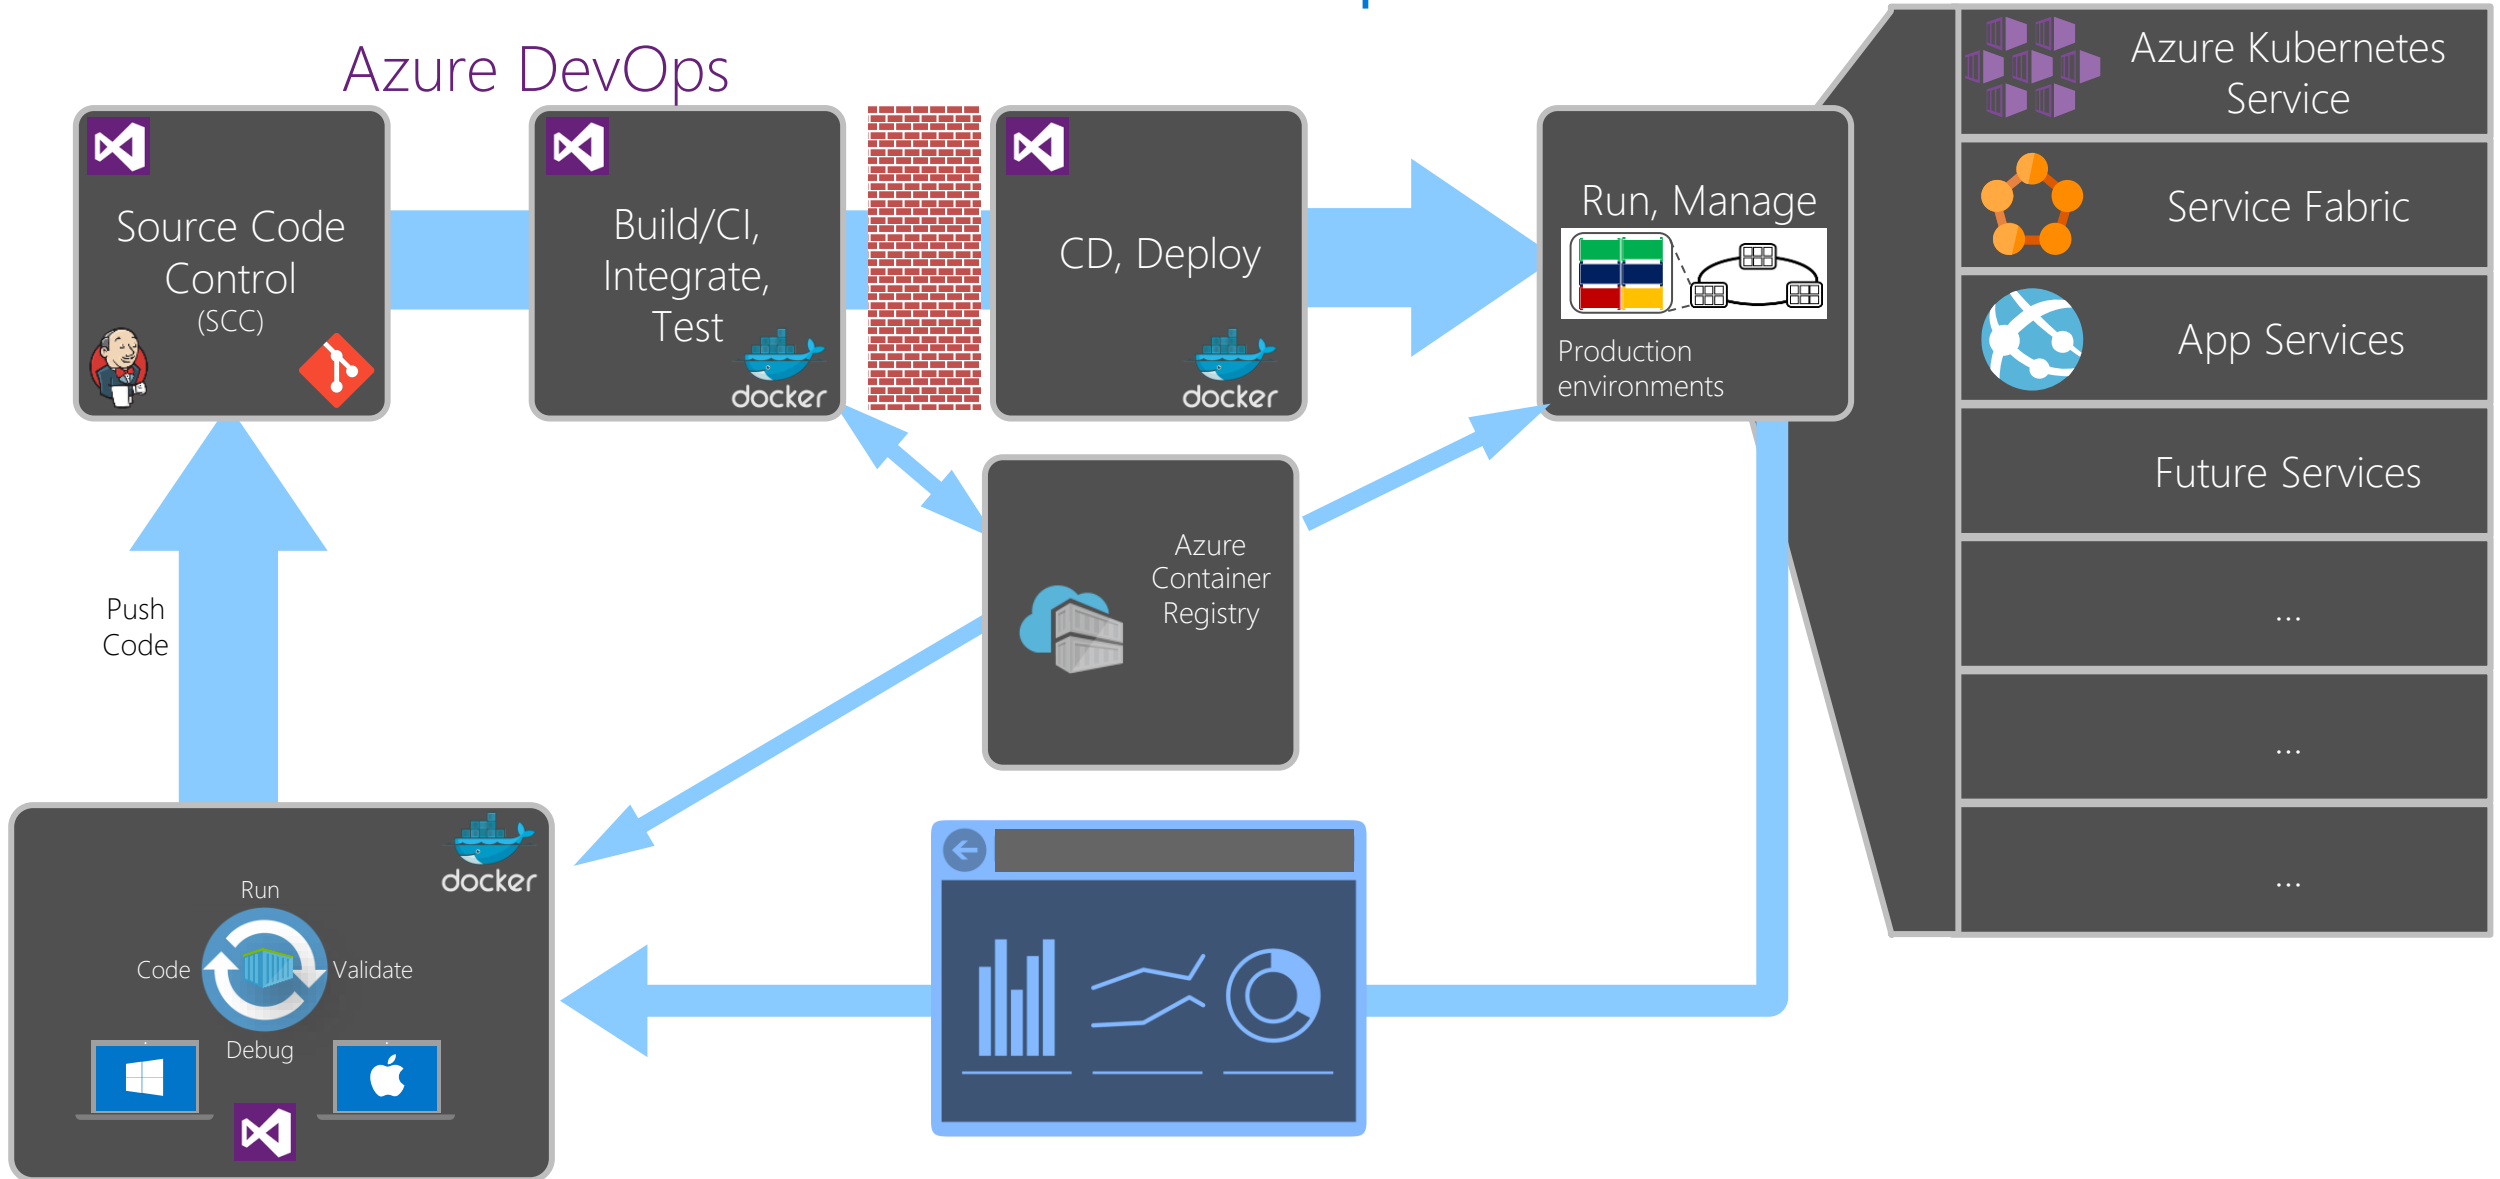 Azure DevOps
Source Code
Control
(SCC)
Build/CI,
Integrate,
Test
docker
CD, Deploy
docker
Run, Manage
Production
environments
Azure Kubernetes
Service
Service Fabric
App Services
Future Services
...
...
...
Azure
Container
Registry
Push
Code
docker
Run
Code
Validate
Debug